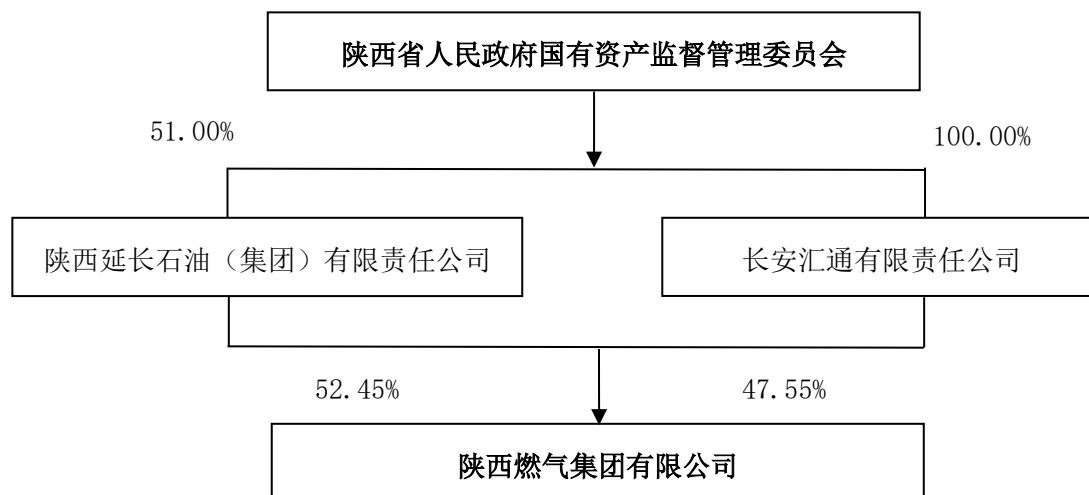 陕西省人民政府国有资产监督管理委员会
51.00%
100.00%
陕西延长石油（集团）有限责任公司
长安汇通有限责任公司
52.45%
47.55%
陕西燃气集团有限公司